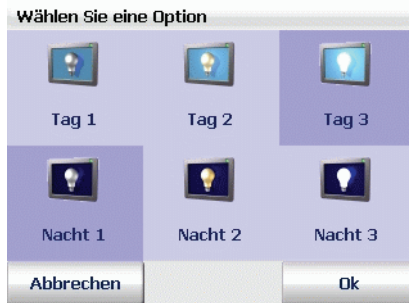 Wählen Sie eine Option
Tag 1 Tag 2 Tag 3
Nacht 1 Nacht 2 Nacht 3
Abbrechen Ok